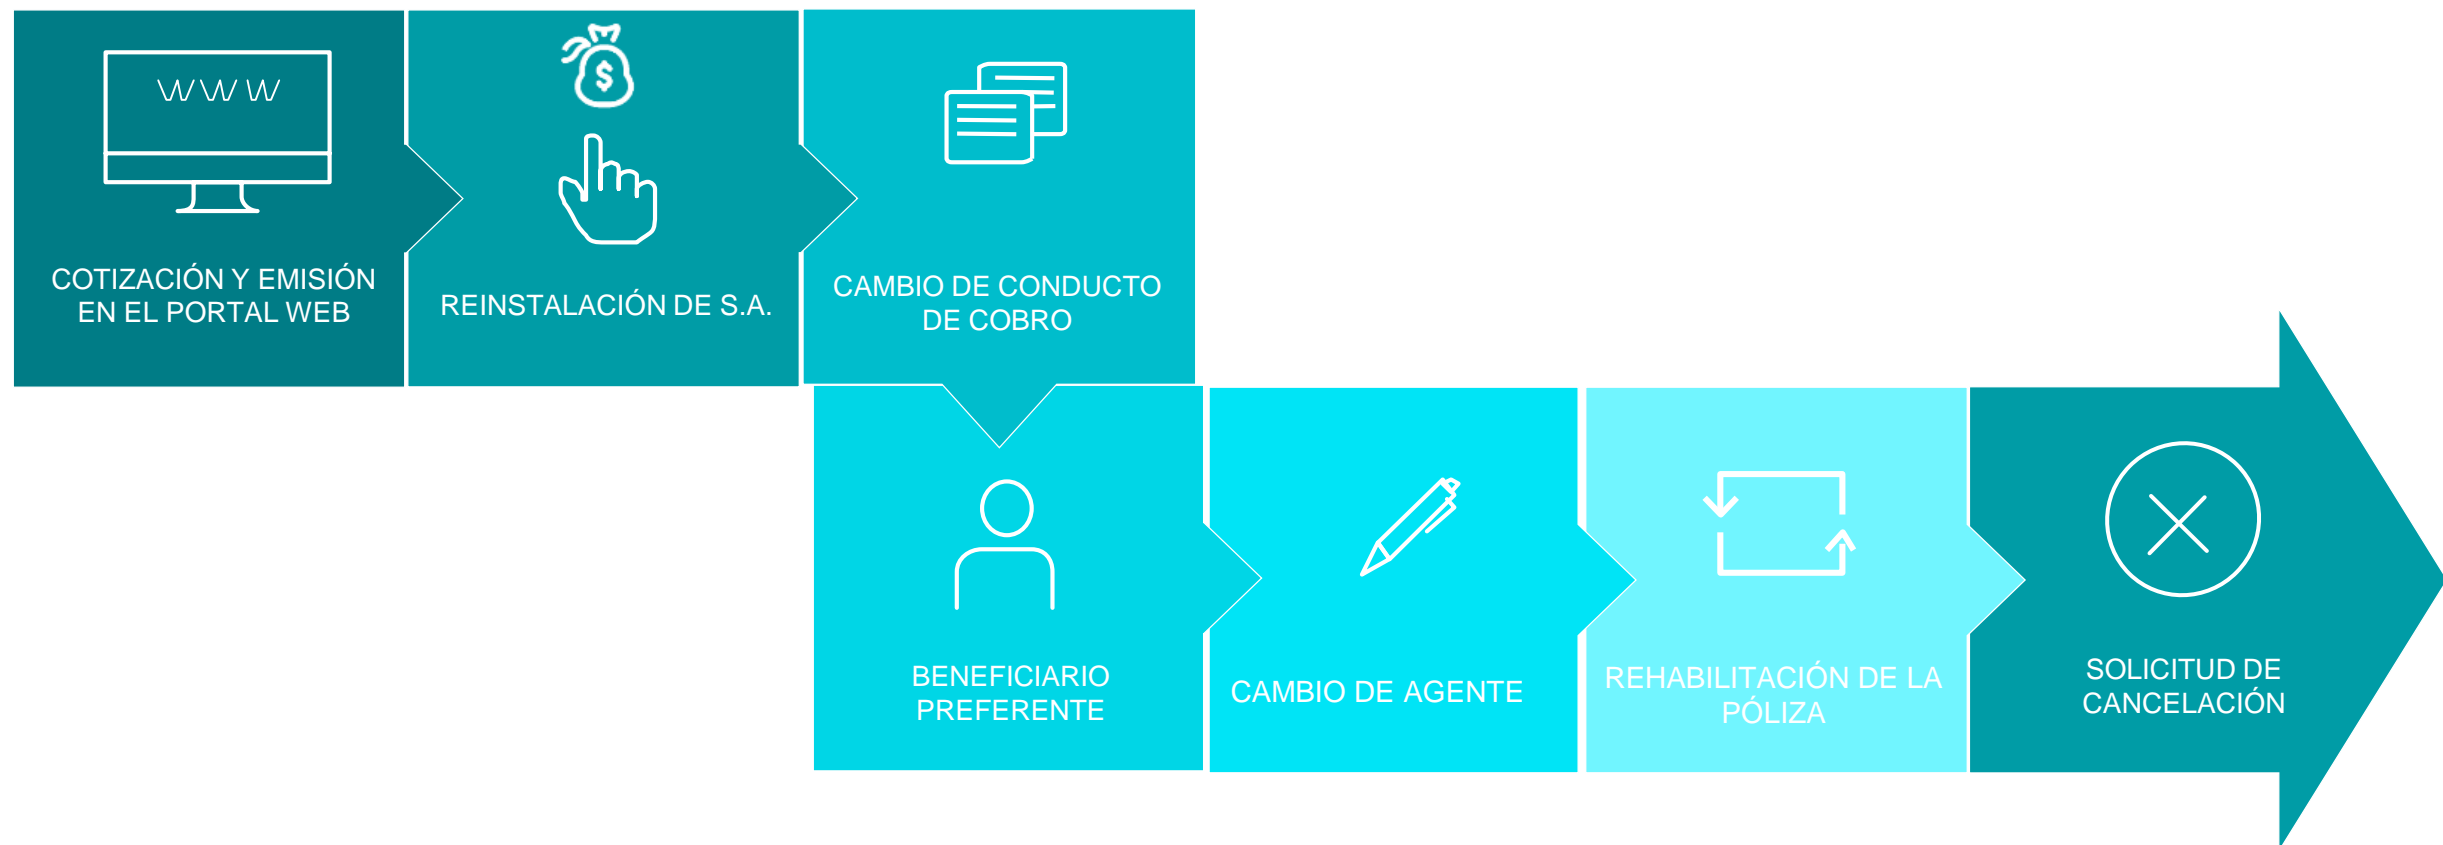 WWW
COTIZACIÓN Y EMISIÓN
EN EL PORTAL WEB
$
REINSTALACIÓN DE S.A.
CAMBIO DE CONDUCTO
DE COBRO
BENEFICIARIO
PREFERENTE
CAMBIO DE AGENTE
REHABILITACIÓN DE LA
PÓLIZA
SOLICITUD DE
CANCELACIÓN